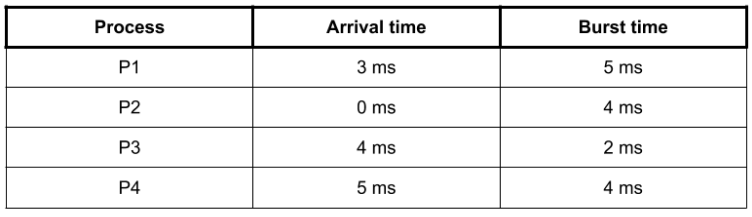 Process Arrival time Burst time
P1 3 ms 5 ms
P2 0 ms 4 ms
P3 4 ms 2 ms
P4 5 ms 4 ms